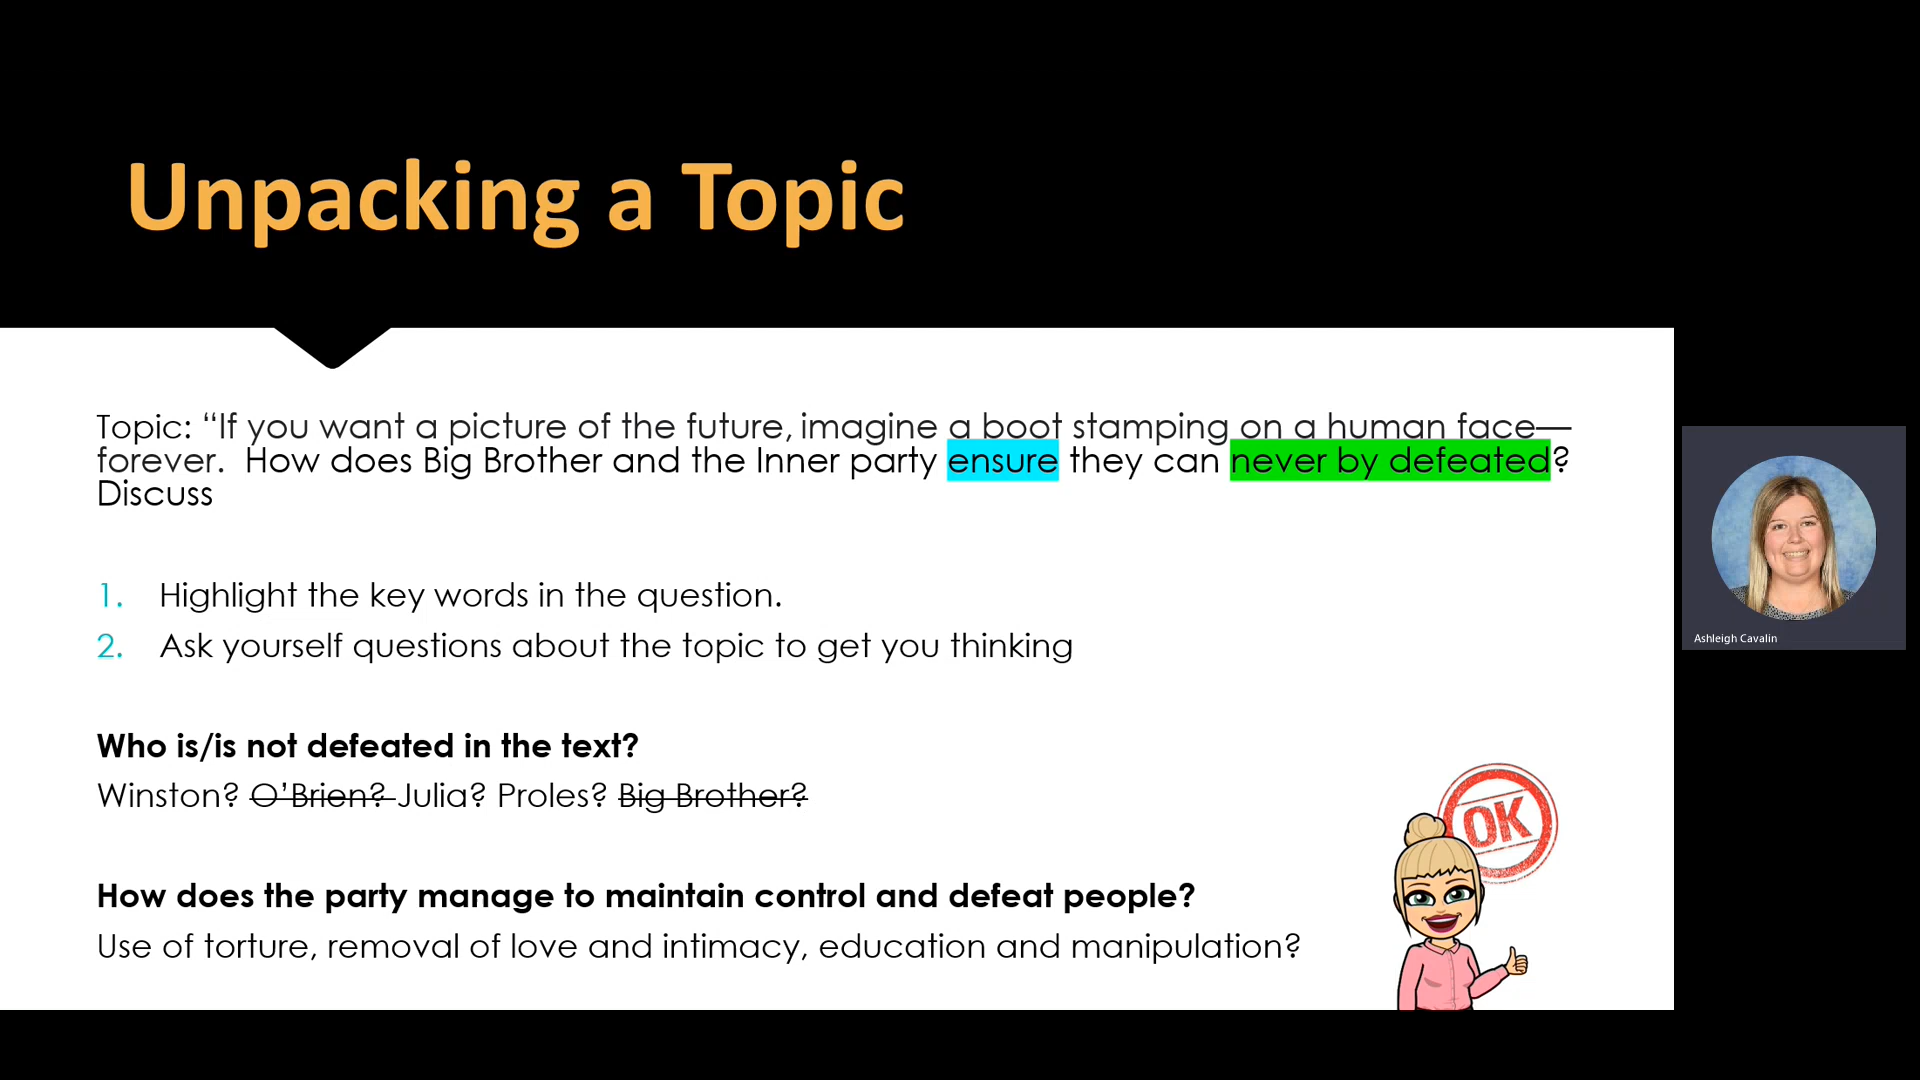 Unpacking a Topic
Topic: “If you want a picture of the future, imagine a boot stamping on a human face—
forever.  How does Big Brother and the Inner party ensure they can never by defeated?
Discuss
1. Highlight the key words in the question.
2. Ask yourself questions about the topic to get you thinking
Who is/is not defeated in the text?
Winston? O’Brien? Julia? Proles? Big Brother?
How does the party manage to maintain control and defeat people?
Use of torture, removal of love and intimacy, education and manipulation?
OK
Ashleigh Cavalin